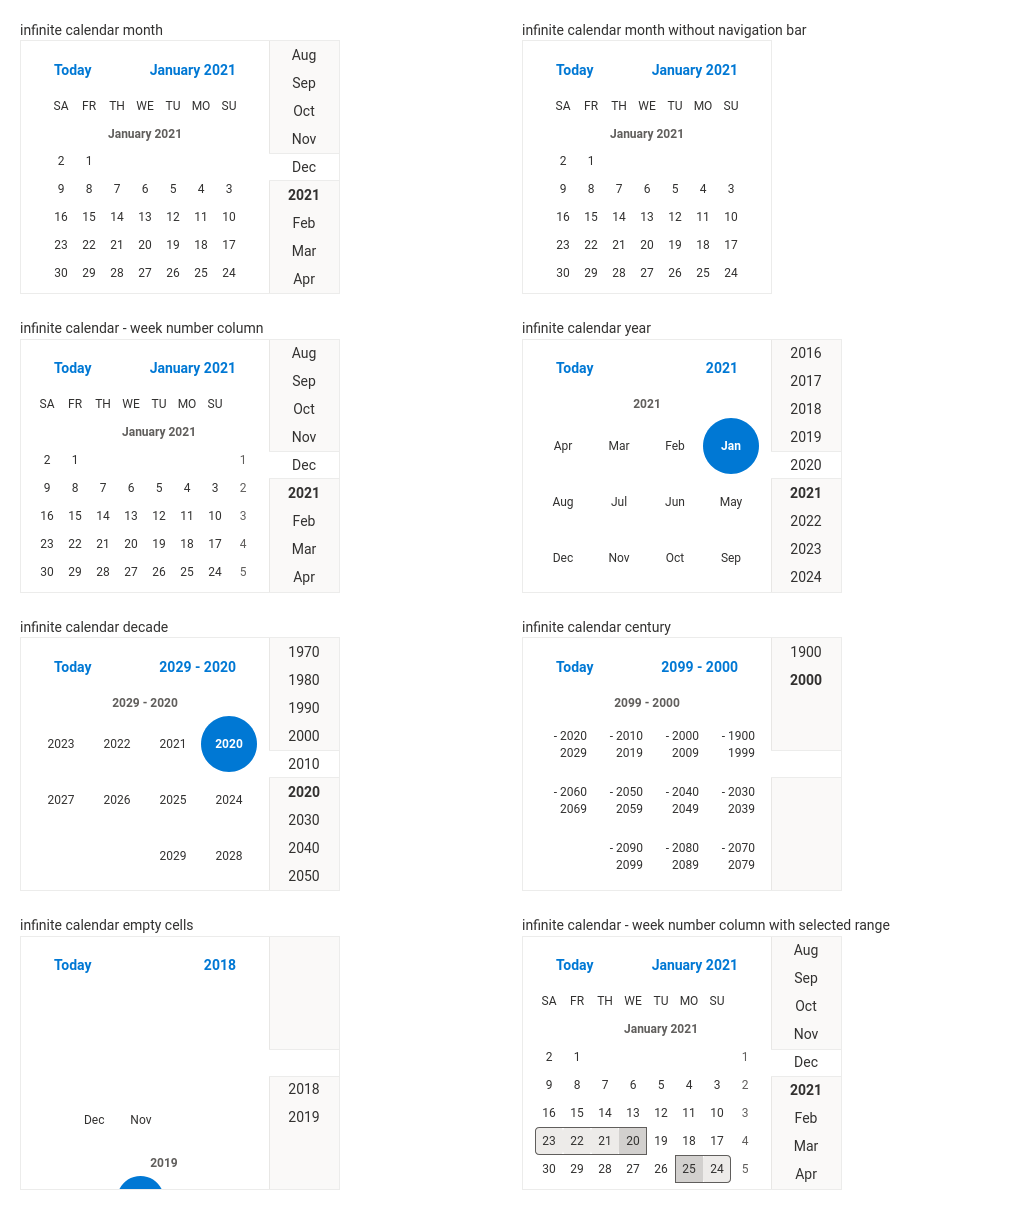 infinite calendar month
Today January 2021
SA FR TH WE TU MO SU
January 2021
2 1
9 8 7 6 5 4 3
16 15 14 13 12 11 10
23 22 21 20 19 18 17
30 29 28 27 26 25 24
Aug
Sep
Oct
Nov
Dec
2021
Feb
Mar
Apr
infinite calendar month without navigation bar
Today January 2021
SA FR TH WE TU MO SU
January 2021
2 1
9 8 7 6 5 4 3
16 15 14 13 12 11 10
23 22 21 20 19 18 17
30 29 28 27 26 25 24
infinite calendar - week number column
Today January 2021
SA FR TH WE TU MO SU
January 2021
2 1 1
9 8 7 6 5 4 3 2
16 15 14 13 12 11 10 3
23 22 21 20 19 18 17 4
30 29 28 27 26 25 24 5
Aug
Sep
Oct
Nov
Dec
2021
Feb
Mar
Apr
infinite calendar year
Today 2021
2021
Apr Mar Feb Jan
Aug Jul Jun May
Dec Nov Oct Sep
2016
2017
2018
2019
2020
2021
2022
2023
2024
infinite calendar decade
Today 2029 - 2020
2029 - 2020
2023 2022 2021 2020
2027 2026 2025 2024
2029 2028
1970
1980
1990
2000
2010
2020
2030
2040
2050
infinite calendar century
Today 2099 - 2000
2099 - 2000
- 2020 - 2010 - 2000 - 1900
2029 2019 2009 1999
- 2060 - 2050 - 2040 - 2030
2069 2059 2049 2039
- 2090 - 2080 - 2070
2099 2089 2079
1900
2000
infinite calendar empty cells
Today 2018
Dec Nov
2019
2018
2019
infinite calendar - week number column with selected range
Today January 2021
SA FR TH WE TU MO SU
January 2021
2 1 1
9 8 7 6 5 4 3 2
16 15 14 13 12 11 10 3
23 22 21 20 19 18 17 4
30 29 28 27 26 25 24 5
Aug
Sep
Oct
Nov
Dec
2021
Feb
Mar
Apr